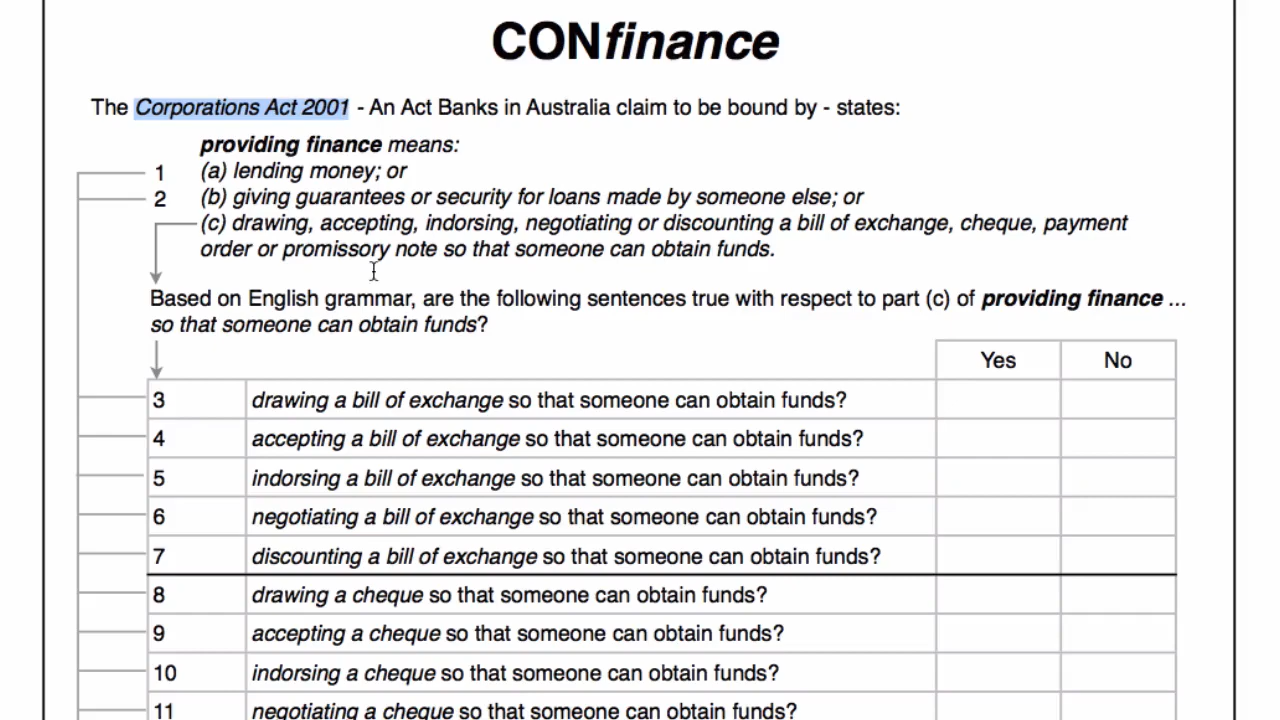 CONfinance
The Corporations Act 2001 - An Act Banks in Australia claim to be bound by - states:
providing finance means:
1 (a) lending money; or
2 (b) giving guarantees or security for loans made by someone else; or
(c) drawing, accepting, indorsing, negotiating or discounting a bill of exchange, cheque, payment
order or promissory note so that someone can obtain funds.
Based on English grammar, are the following sentences true with respect to part (c) of providing finance ...
so that someone can obtain funds?
Yes No
3 drawing a bill of exchange so that someone can obtain funds?
4 accepting a bill of exchange so that someone can obtain funds?
5 indorsing a bill of exchange so that someone can obtain funds?
6 negotiating a bill of exchange so that someone can obtain funds?
7 discounting a bill of exchange so that someone can obtain funds?
8 drawing a cheque so that someone can obtain funds?
9 accepting a cheque so that someone can obtain funds?
10 indorsing a cheque so that someone can obtain funds?
11 negotiating a cheque so that someone can obtain funds?